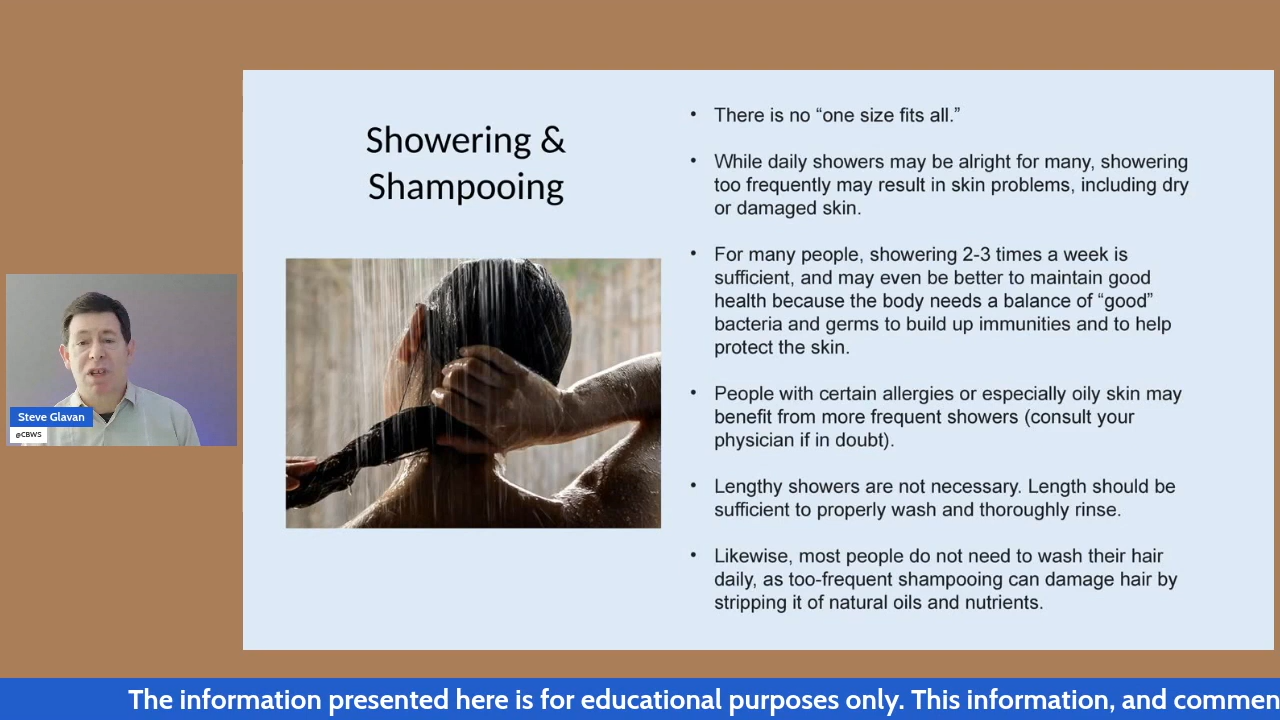 Showering &
Shampooing
• There is no “one size fits all.”
• While daily showers may be alright for many, showering
too frequently may result in skin problems, including dry
or damaged skin.
• For many people, showering 2-3 times a week is
sufficient, and may even be better to maintain good
health because the body needs a balance of “good”
bacteria and germs to build up immunities and to help
protect the skin.
• People with certain allergies or especially oily skin may
benefit from more frequent showers (consult your
physician if in doubt).
• Lengthy showers are not necessary. Length should be
sufficient to properly wash and thoroughly rinse.
• Likewise, most people do not need to wash their hair
daily, as too-frequent shampooing can damage hair by
stripping it of natural oils and nutrients.
Steve Glavan
@CBWS
The information presented here is for educational purposes only. This information, and commen